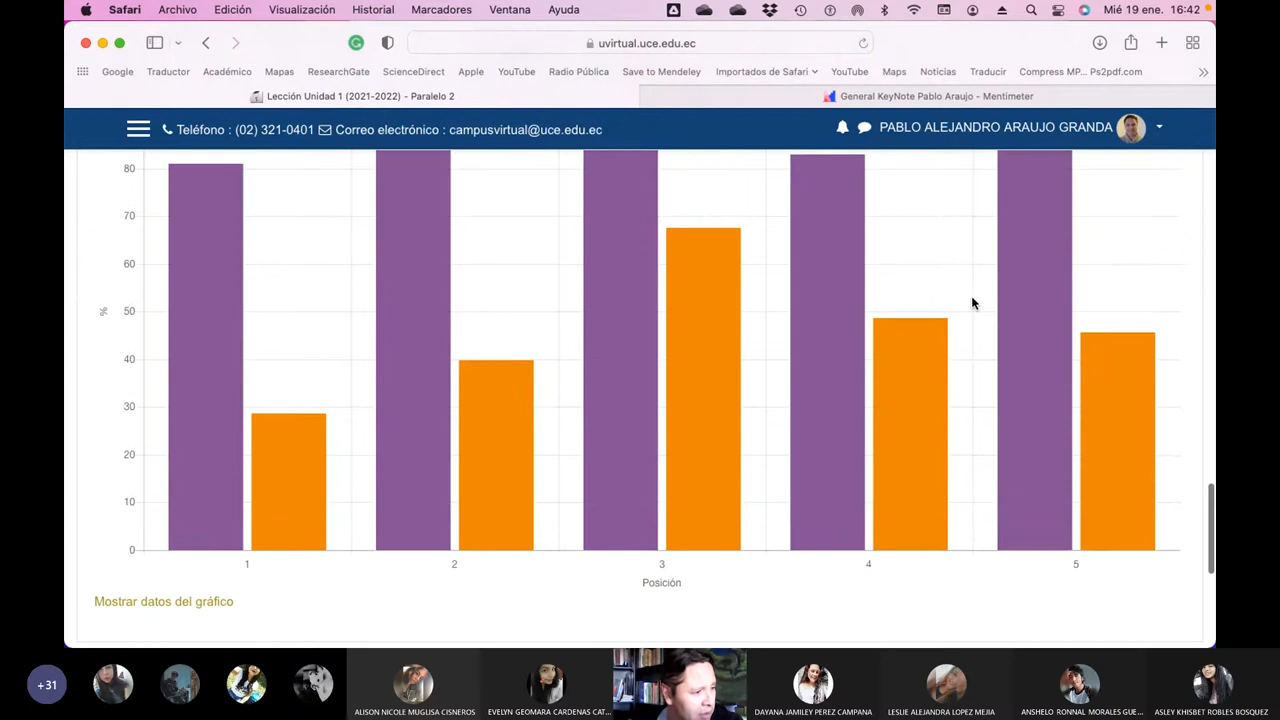 Safari Archivo Edición Visualización Historial Marcadores Ventana Ayuda Mié 19 ene. 16:42
uvirtual.uce.edu.ec
Google Traductor Académico Mapas ResearchGate ScienceDirect Apple YouTube Radio Pública Save to Mendeley Importados de Safari YouTube Maps Noticias Traducir Compress MP... Ps2pdf.com
Lección Unidad 1 (2021-2022) - Paralelo 2 General KeyNote Pablo Araujo - Mentimeter
Teléfono : (02) 321-0401 Correo electrónico : campusvirtual@uce.edu.ec PABLO ALEJANDRO ARAUJO GRANDA
80
70
60
50
%
40
30
20
10
0
1 2 3 4 5
Posición
Mostrar datos del gráfico
+31
ALISON NICOLE MUGLISA CISNEROS EVELYN GEOMARA CARDENAS CAT... DAYANA JAMILEY PEREZ CAMPANA LESLIE ALEJANDRA LOPEZ MEJIA ANSHELO RONNAL MORALES GUE... ASLEY KHISBET ROBLES BOSQUEZ